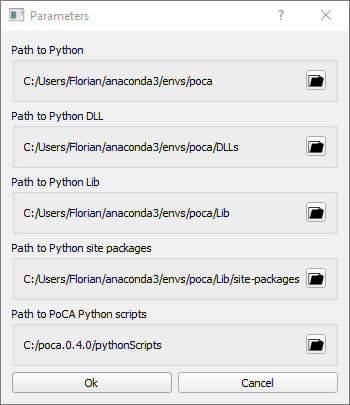 Parameters
Path to Python
C:/Users/Florian/anaconda3/envs/poca
Path to Python DLL
C:/Users/Florian/anaconda3/envs/poca/DLLs
Path to Python Lib
C:/Users/Florian/anaconda3/envs/poca/Lib
Path to Python site packages
C:/Users/Florian/anaconda3/envs/poca/Lib/site-packages
Path to PoCA Python scripts
C:/poca.0.4.0/pythonScripts
Ok Cancel